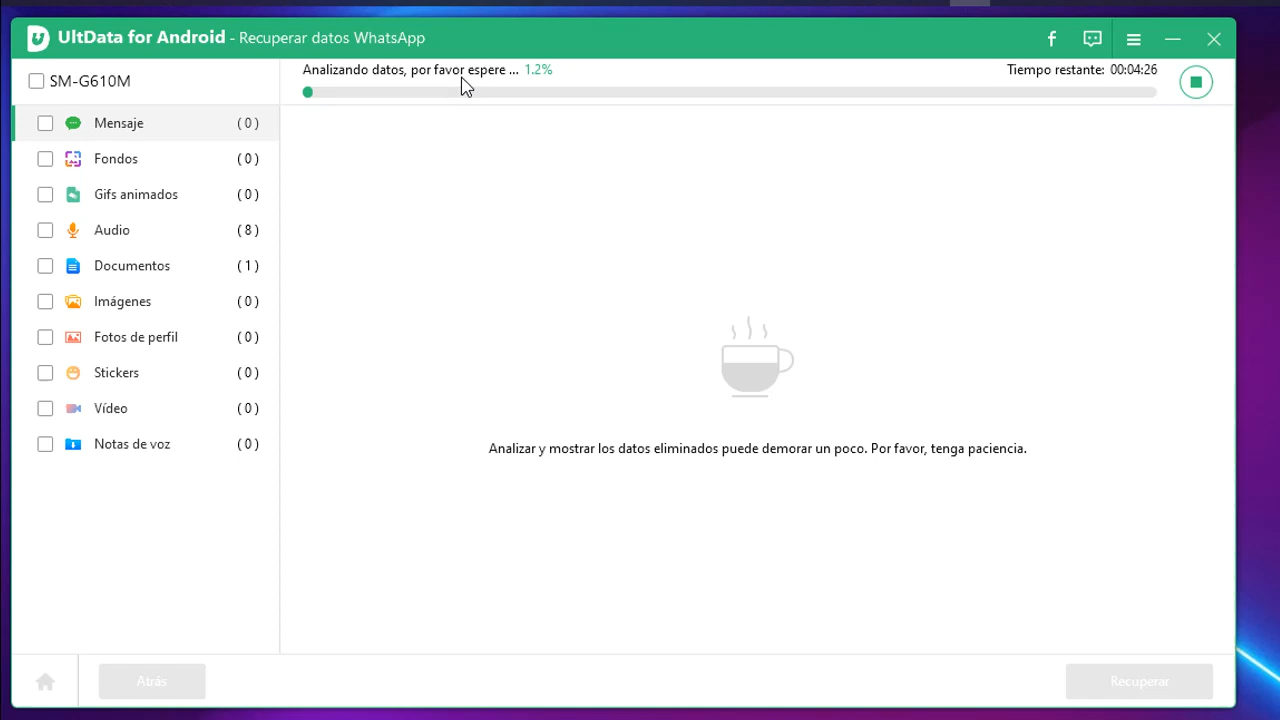 UltData for Android - Recuperar datos WhatsApp
SM-G610M
Analizando datos, por favor espere ... 1.2%
Tiempo restante: 00:04:26
Mensaje ( 0 )
Fondos ( 0 )
Gifs animados ( 0 )
Audio ( 8 )
Documentos ( 1 )
Imágenes ( 0 )
Fotos de perfil ( 0 )
Stickers ( 0 )
Vídeo ( 0 )
Notas de voz ( 0 )
Analizar y mostrar los datos eliminados puede demorar un poco. Por favor, tenga paciencia.
Atrás
Recuperar